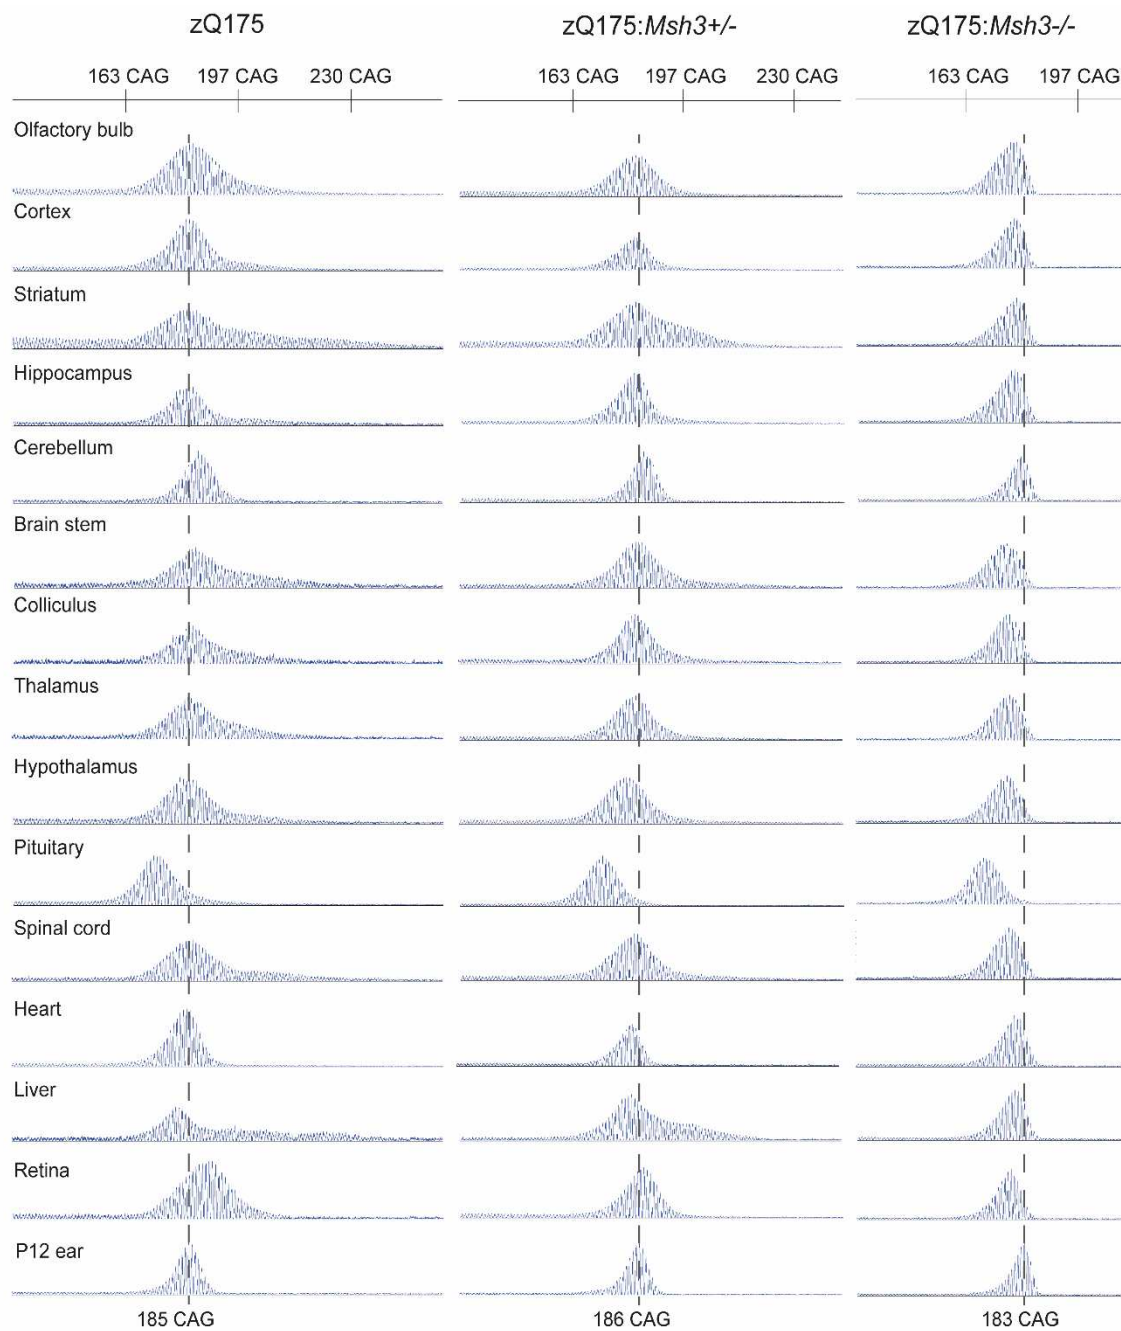 zQ175 zQ175:Msh3+/- zQ175:Msh3-/-
163 CAG 197 CAG 230 CAG 163 CAG 197 CAG 230 CAG 163 CAG 197 CAG
Olfactory bulb
Cortex
Striatum
Hippocampus
Cerebellum
Brain stem
Colliculus
Thalamus
Hypothalamus
Pituitary
Spinal cord
Heart
Liver
Retina
P12 ear
185 CAG 186 CAG 183 CAG